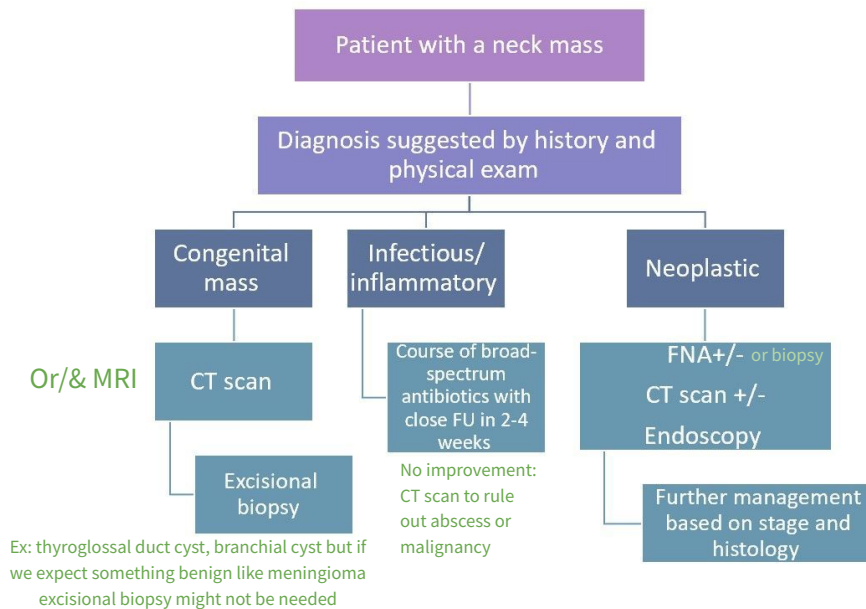 Patient with a neck mass
Diagnosis suggested by history and
physical exam
Congenital
mass
Infectious/
inflammatory
Neoplastic
Or/& MRI
CT scan
Course of broad-
spectrum
antibiotics with
close FU in 2-4
weeks
FNA+/- or biopsy
CT scan +/-
Endoscopy
Excisional
biopsy
No improvement:
CT scan to rule
out abscess or
malignancy
Further management
based on stage and
histology
Ex: thyroglossal duct cyst, branchial cyst but if
we expect something benign like meningioma
excisional biopsy might not be needed